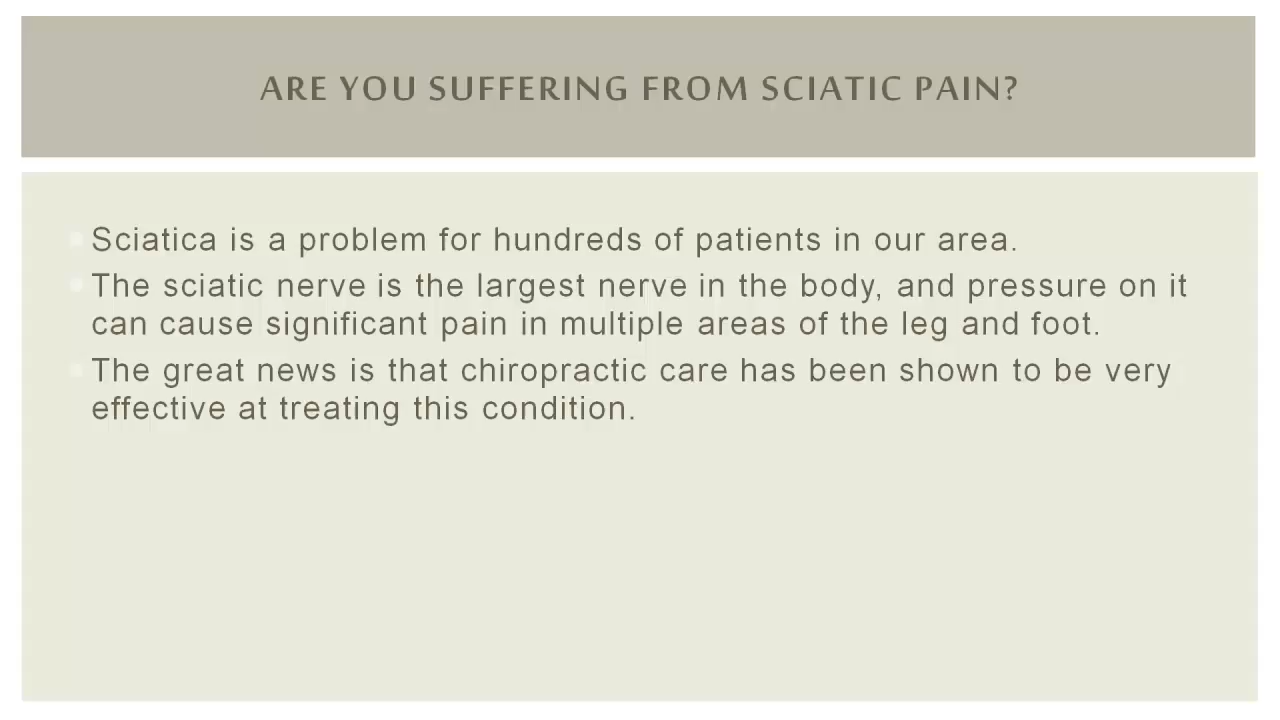 ARE YOU SUFFERING FROM SCIATIC PAIN?
Sciatica is a problem for hundreds of patients in our area.
The sciatic nerve is the largest nerve in the body, and pressure on it
can cause significant pain in multiple areas of the leg and foot.
The great news is that chiropractic care has been shown to be very
effective at treating this condition.